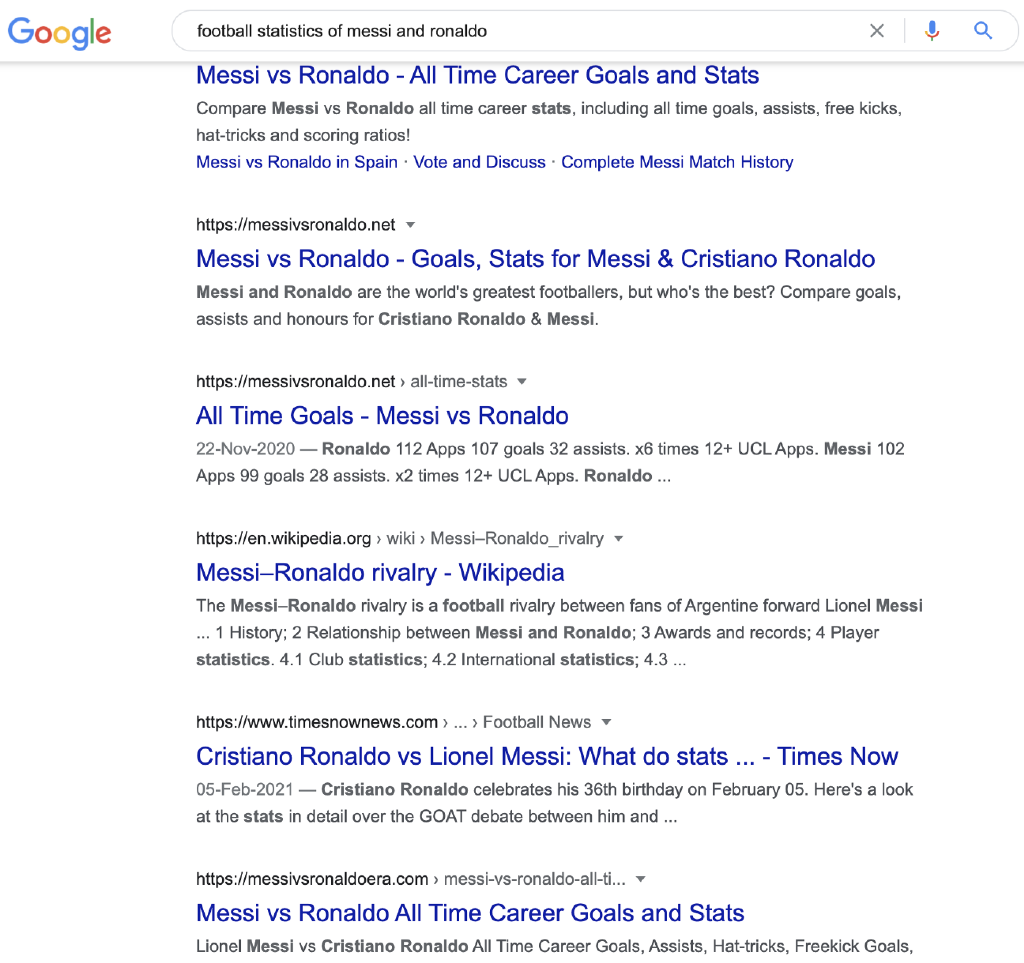 Google
football statistics of messi and ronaldo
Messi vs Ronaldo - All Time Career Goals and Stats
Compare Messi vs Ronaldo all time career stats, including all time goals, assists, free kicks,
hat-tricks and scoring ratios!
Messi vs Ronaldo in Spain · Vote and Discuss · Complete Messi Match History
https://messivsronaldo.net
Messi vs Ronaldo - Goals, Stats for Messi & Cristiano Ronaldo
Messi and Ronaldo are the world's greatest footballers, but who's the best? Compare goals,
assists and honours for Cristiano Ronaldo & Messi.
https://messivsronaldo.net › all-time-stats
All Time Goals - Messi vs Ronaldo
22-Nov-2020 — Ronaldo 112 Apps 107 goals 32 assists. x6 times 12+ UCL Apps. Messi 102
Apps 99 goals 28 assists. x2 times 12+ UCL Apps. Ronaldo ...
https://en.wikipedia.org › wiki › Messi–Ronaldo_rivalry
Messi–Ronaldo rivalry - Wikipedia
The Messi–Ronaldo rivalry is a football rivalry between fans of Argentine forward Lionel Messi
... 1 History; 2 Relationship between Messi and Ronaldo; 3 Awards and records; 4 Player
statistics. 4.1 Club statistics; 4.2 International statistics; 4.3 ...
https://www.timesnownews.com › ... › Football News
Cristiano Ronaldo vs Lionel Messi: What do stats ... - Times Now
05-Feb-2021 — Cristiano Ronaldo celebrates his 36th birthday on February 05. Here's a look
at the stats in detail over the GOAT debate between him and ...
https://messivsronaldoera.com › messi-vs-ronaldo-all-ti...
Messi vs Ronaldo All Time Career Goals and Stats
Lionel Messi vs Cristiano Ronaldo All Time Career Goals, Assists, Hat-tricks, Freekick Goals,